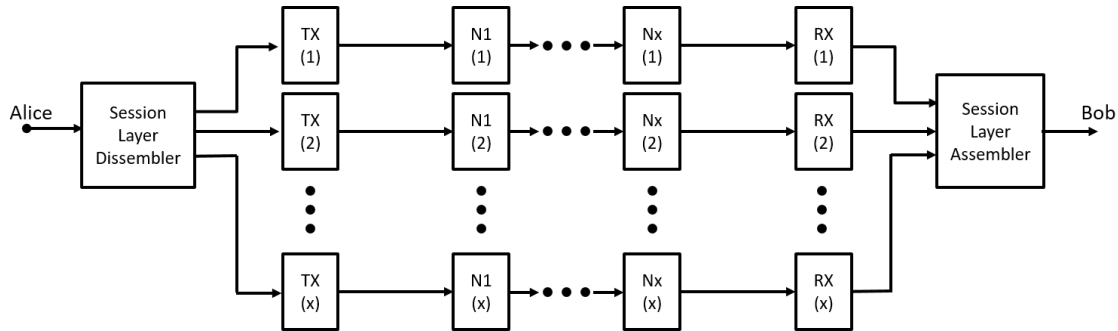 Alice
Session
Layer
Dissembler
TX
(1)
N1
(1)
Nx
(1)
RX
(1)
TX
(2)
N1
(2)
Nx
(2)
RX
(2)
TX
(x)
N1
(x)
Nx
(x)
RX
(x)
Session
Layer
Assembler
Bob